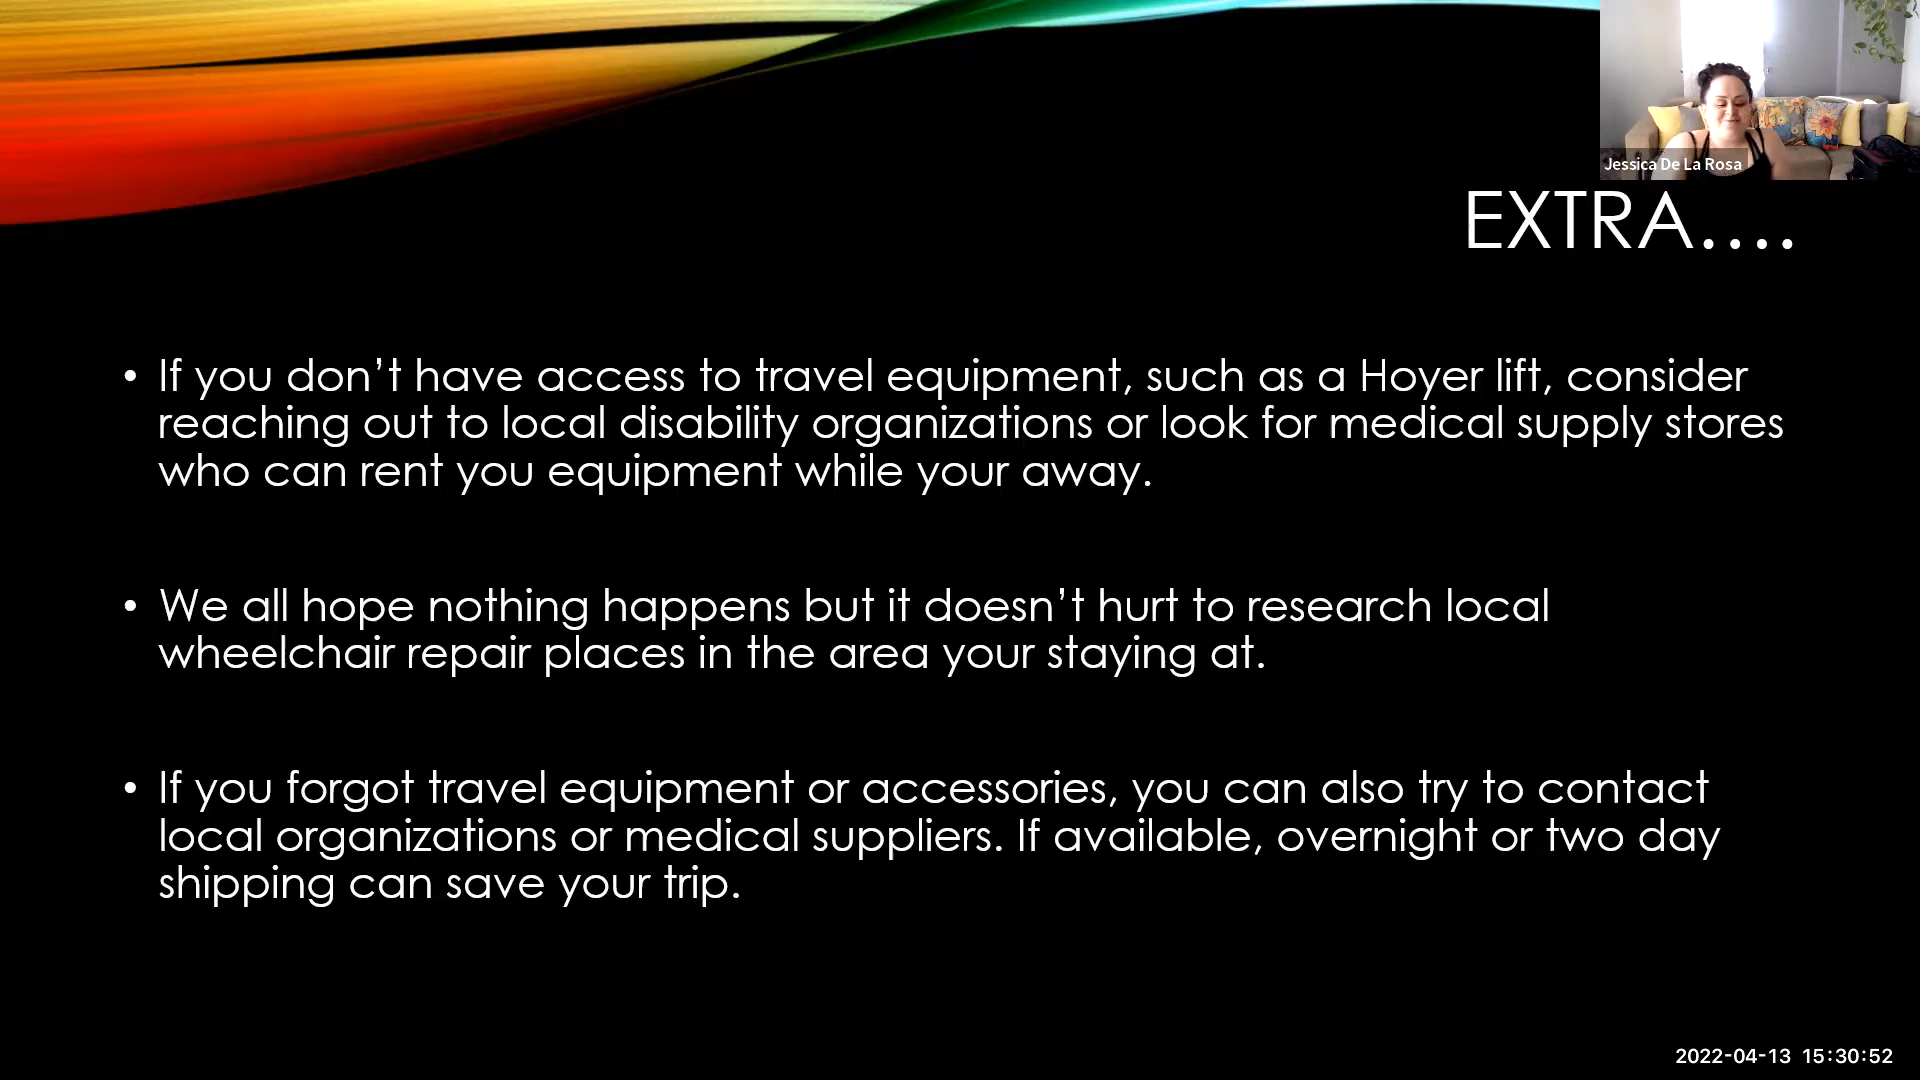 Jessica De La Rosa
EXTRA....
• If you don’t have access to travel equipment, such as a Hoyer lift, consider
reaching out to local disability organizations or look for medical supply stores
who can rent you equipment while your away.
• We all hope nothing happens but it doesn’t hurt to research local
wheelchair repair places in the area your staying at.
• If you forgot travel equipment or accessories, you can also try to contact
local organizations or medical suppliers. If available, overnight or two day
shipping can save your trip.
2022-04-13 15:30:52